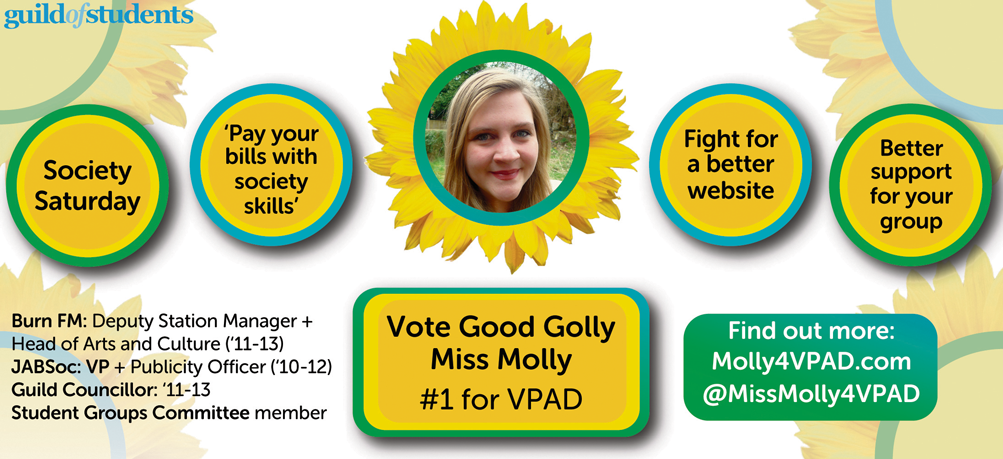 guildofstudents
Society
Saturday
‘Pay your
bills with
society
skills’
Fight for
a better
website
Better
support
for your
group
Burn FM: Deputy Station Manager +
Head of Arts and Culture (‘11-13)
JABSoc: VP + Publicity Officer (‘10-12)
Guild Councillor: ‘11-13
Student Groups Committee member
Vote Good Golly
Miss Molly
#1 for VPAD
Find out more:
Molly4VPAD.com
@MissMolly4VPAD